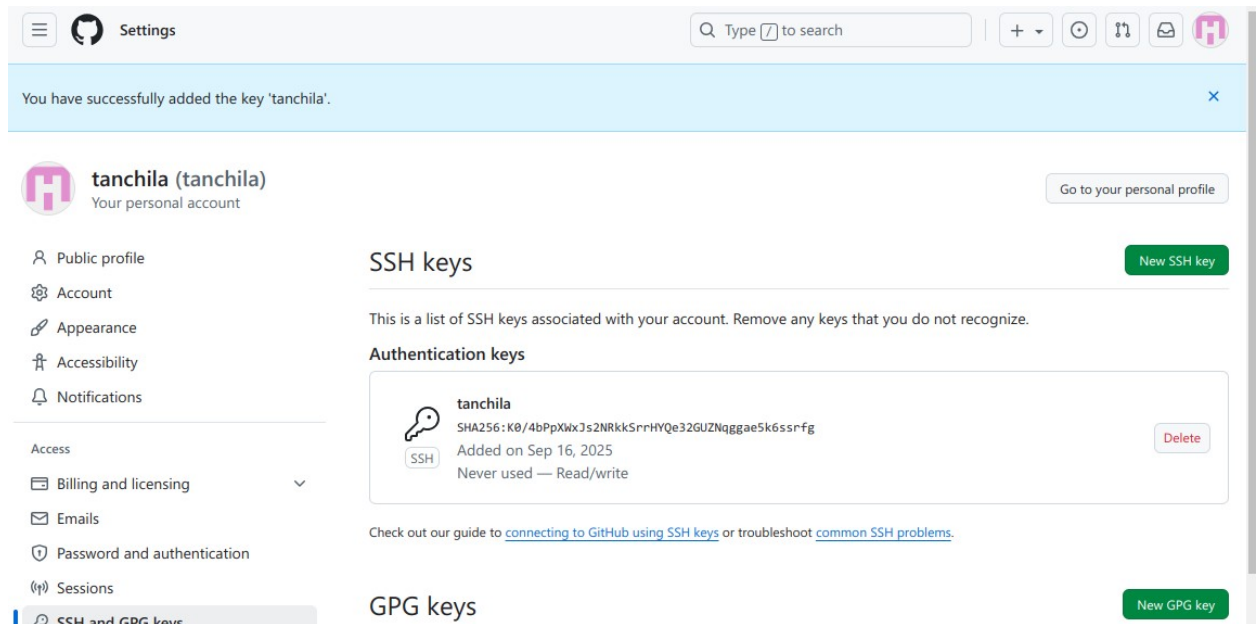 Settings
Type / to search
You have successfully added the key 'tanchila'.
tanchila (tanchila)
Your personal account
Go to your personal profile
Public profile
Account
Appearance
Accessibility
Notifications
Access
Billing and licensing
Emails
Password and authentication
Sessions
SSH and GPG keys
SSH keys
New SSH key
This is a list of SSH keys associated with your account. Remove any keys that you do not recognize.
Authentication keys
tanchila
SHA256:K0/4bPpXWxJs2NRkkSrrHYQe32GUZNqggae5k6ssrfg
SSH
Added on Sep 16, 2025
Never used — Read/write
Delete
Check out our guide to connecting to GitHub using SSH keys or troubleshoot common SSH problems.
GPG keys
New GPG key